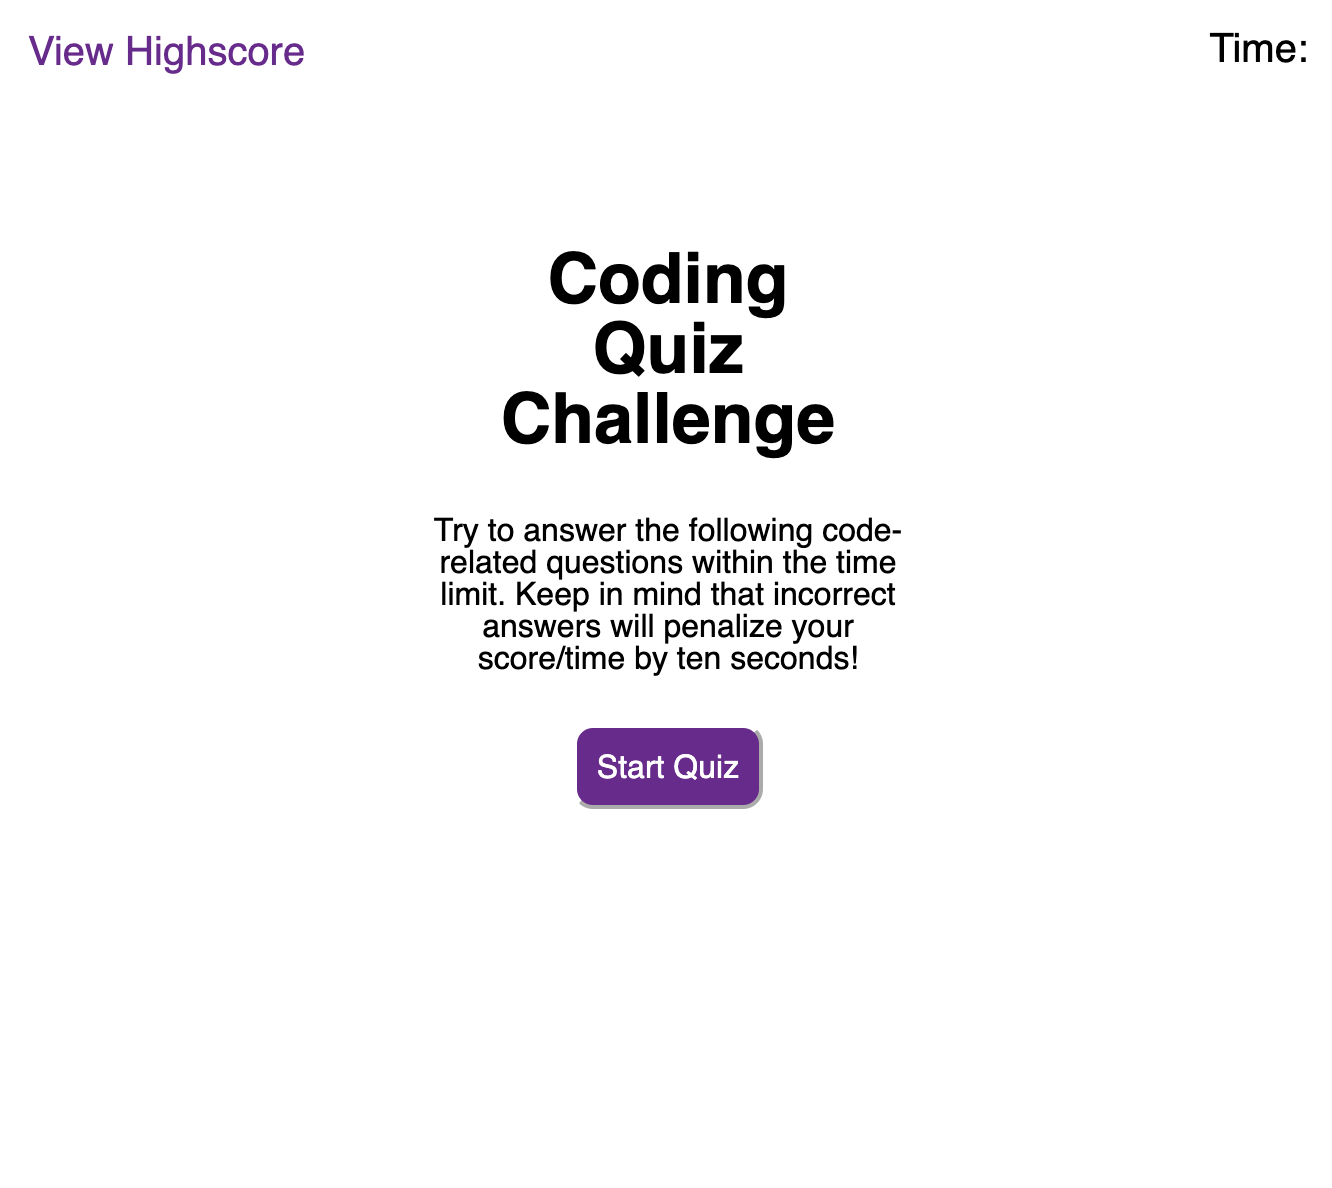 View Highscore
Time:
Coding
Quiz
Challenge
Try to answer the following code-
related questions within the time
limit. Keep in mind that incorrect
answers will penalize your
score/time by ten seconds!
Start Quiz